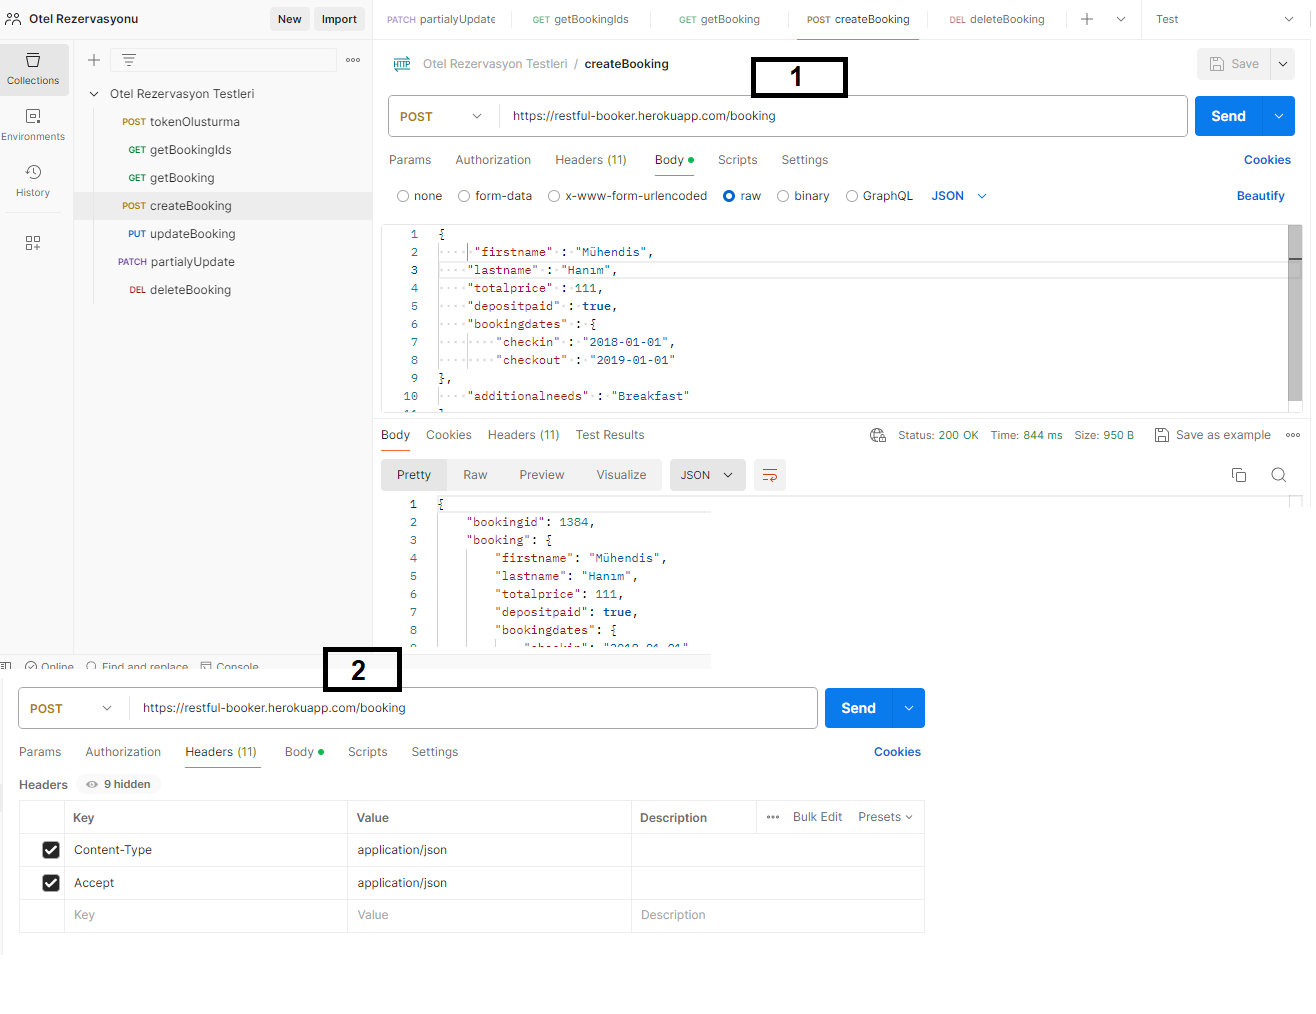 Otel Rezervasyonu New Import
PATCH partialyUpdate GET getBookingIds GET getBooking POST createBooking DEL deleteBooking Test
Collections
Environments
History
Otel Rezervasyon Testleri
POST tokenOlusturma
GET getBookingIds
GET getBooking
POST createBooking
PUT updateBooking
PATCH partialyUpdate
DEL deleteBooking
HTTP Otel Rezervasyon Testleri / createBooking
1
Save
POST https://restful-booker.herokuapp.com/booking Send
Params Authorization Headers (11) Body Scripts Settings Cookies
none form-data x-www-form-urlencoded raw binary GraphQL JSON Beautify
1 {
2 "firstname" : "Mühendis",
3 "lastname" : "Hanım",
4 "totalprice" : 111,
5 "depositpaid" : true,
6 "bookingdates" : {
7 "checkin" : "2018-01-01",
8 "checkout" : "2019-01-01"
9 },
10 "additionalneeds" : "Breakfast"
11 }
Body Cookies Headers (11) Test Results Status: 200 OK Time: 844 ms Size: 950 B Save as example
Pretty Raw Preview Visualize JSON
1 {
2 "bookingid": 1384,
3 "booking": {
4 "firstname": "Mühendis",
5 "lastname": "Hanım",
6 "totalprice": 111,
7 "depositpaid": true,
8 "bookingdates": {
9 "checkin": "2018-01-01"
Online Find and replace Console
2
POST https://restful-booker.herokuapp.com/booking Send
Params Authorization Headers (11) Body Scripts Settings Cookies
Headers 9 hidden
Key Value Description Bulk Edit Presets
Content-Type application/json
Accept application/json
Key Value Description